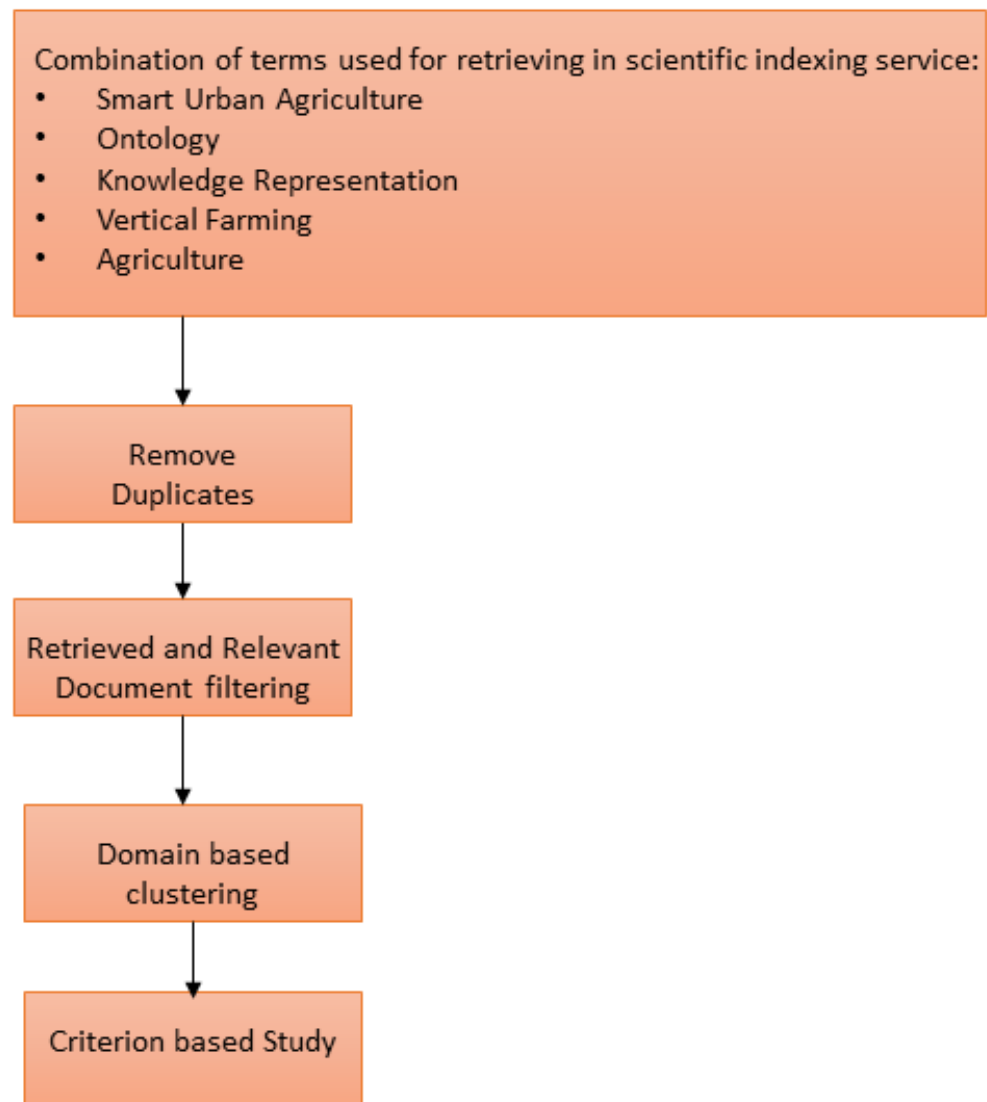 Combination of terms used for retrieving in scientific indexing service:
• Smart Urban Agriculture
• Ontology
• Knowledge Representation
• Vertical Farming
• Agriculture
Remove
Duplicates
Retrieved and Relevant
Document filtering
Domain based
clustering
Criterion based Study